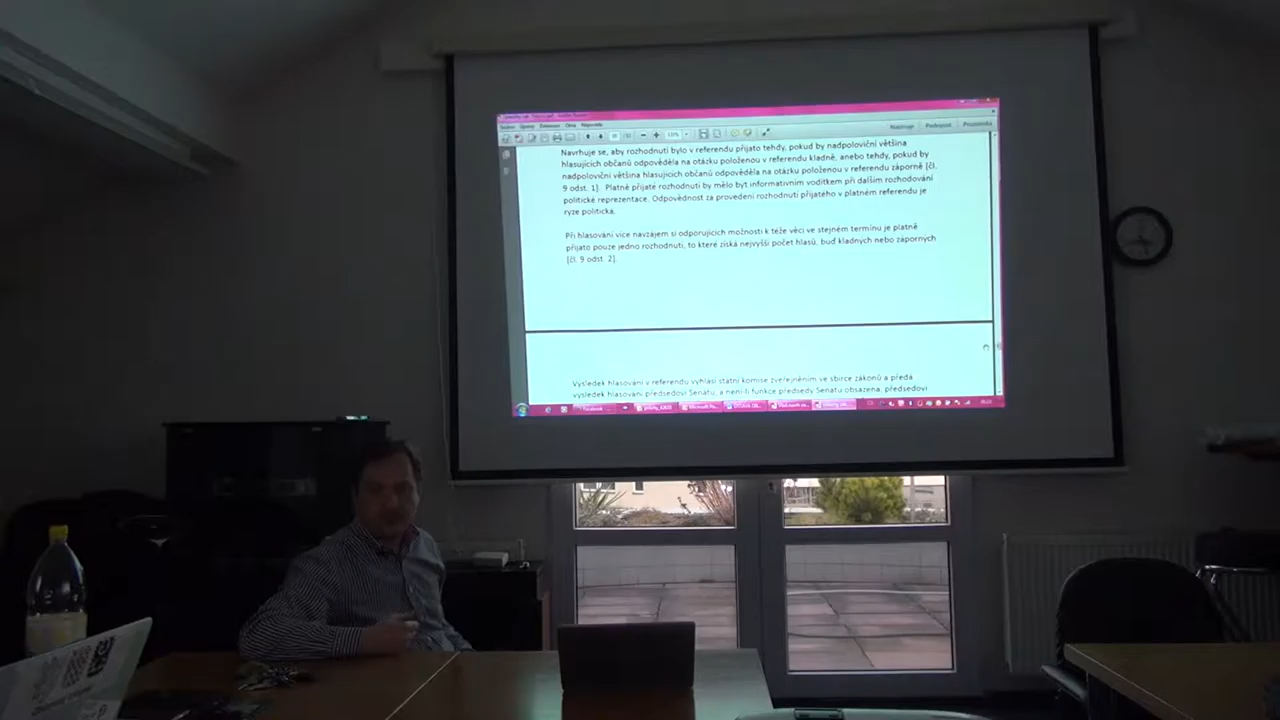 Navrhuje se, aby rozhodnutí bylo v referendu přijato tehdy, pokud by nadpoloviční většina
hlasujících občanů odpověděla na otázku položenou v referendu kladně, anebo tehdy, pokud by
nadpoloviční většina hlasujících občanů odpověděla na otázku položenou v referendu záporně [čl.
9 odst. 1]. Platně přijaté rozhodnutí by mělo být informativním vodítkem při dalším rozhodování
politické reprezentace. Odpovědnost za provedení rozhodnutí přijatého v platném referendu je
ryze politická.
Při hlasování více navzájem si odporujících možností k téže věci ve stejném termínu je platně
přijato pouze jedno rozhodnutí, to které získá nejvyšší počet hlasů, buď kladných nebo záporných
[čl. 9 odst. 2].
Výsledek hlasování v referendu vyhlásí státní komise zveřejněním ve sbírce zákonů a předá
výsledek hlasování předsedovi Senátu, a není-li funkce předsedy Senátu obsazena, předsedovi